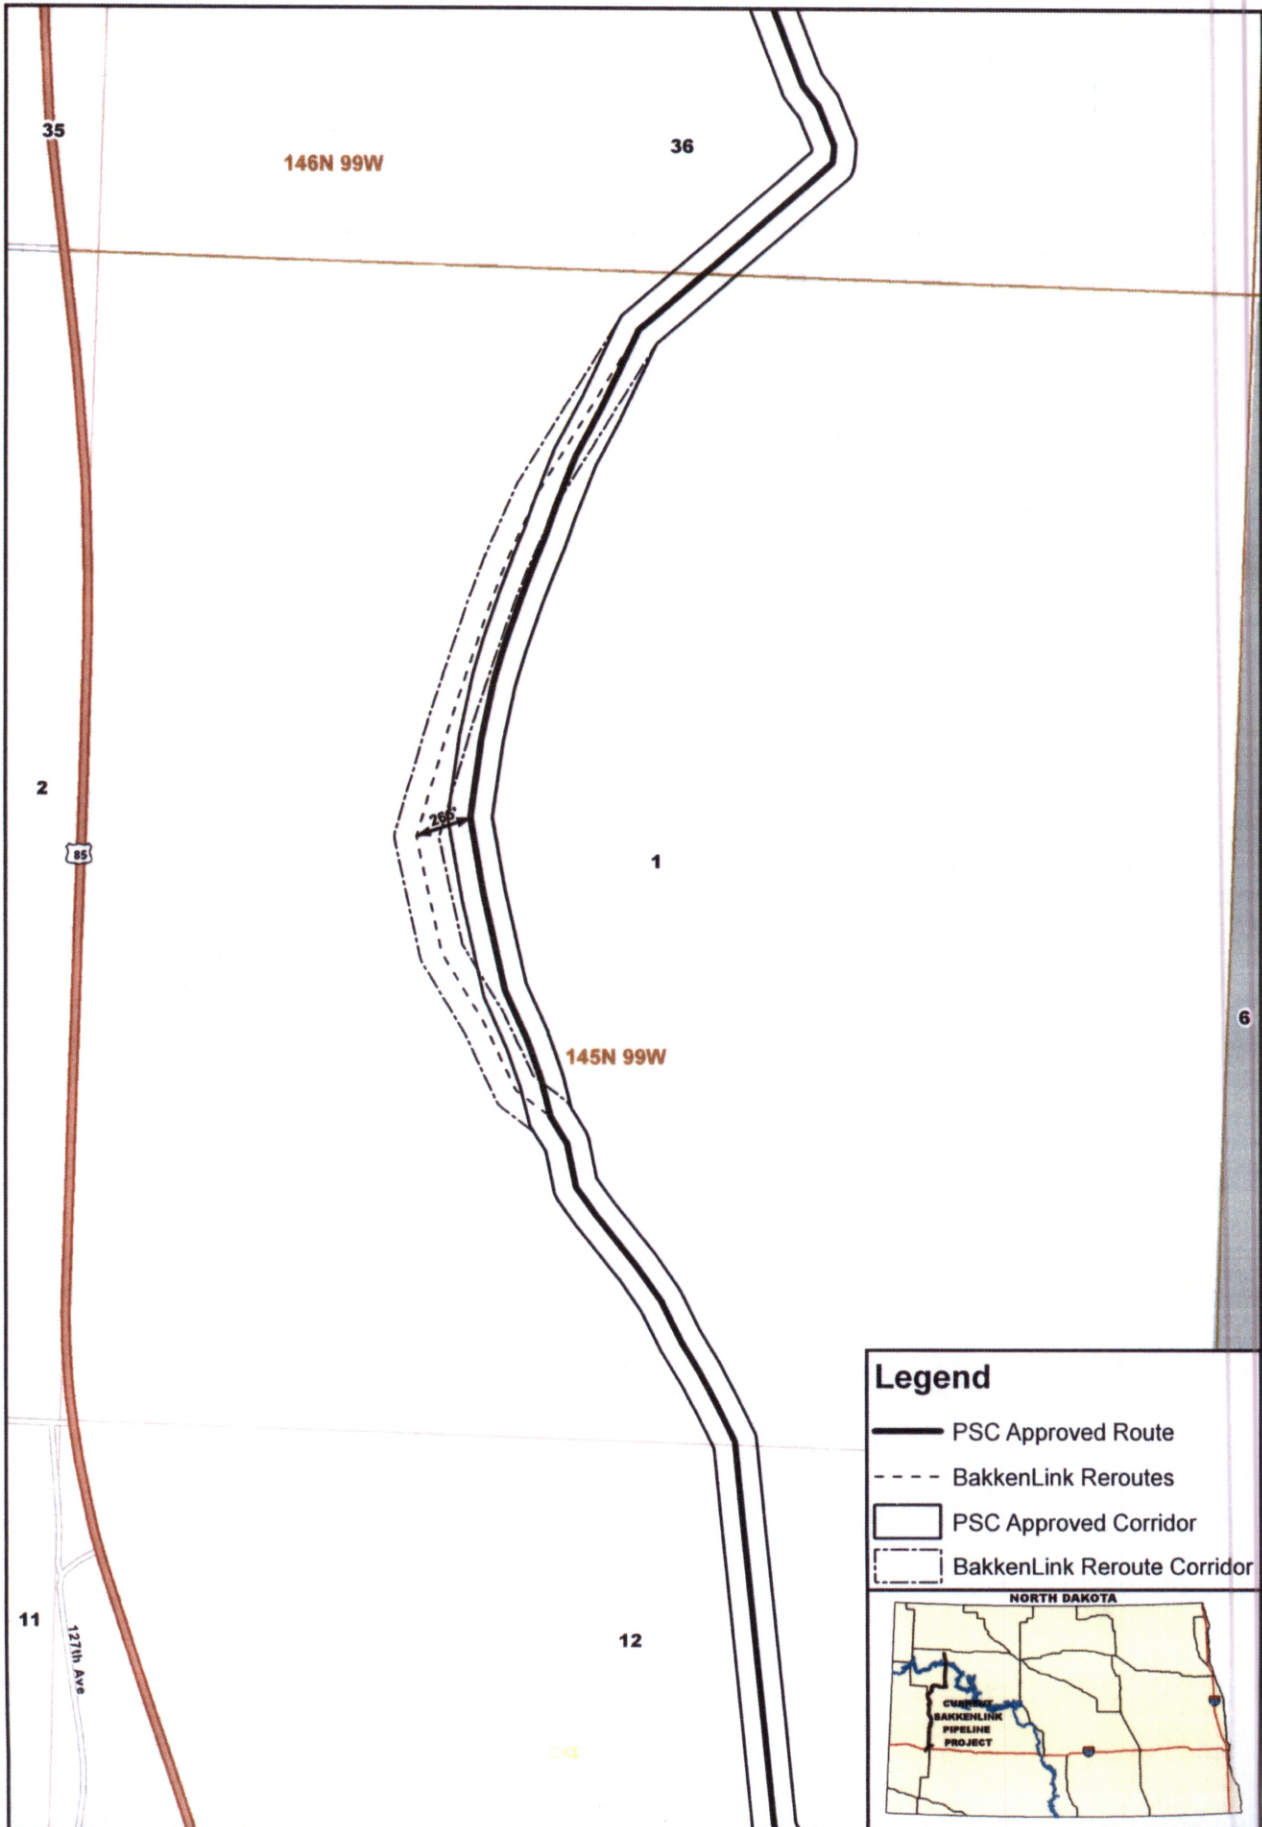 35
146N 99W
36
2
85
1
6
145N 99W
Legend
PSC Approved Route
BakkenLink Reroutes
PSC Approved Corridor
BakkenLink Reroute Corridor
11
127th Ave
12
NORTH DAKOTA
CURRENT
BAKKENLINK
PIPELINE
PROJECT